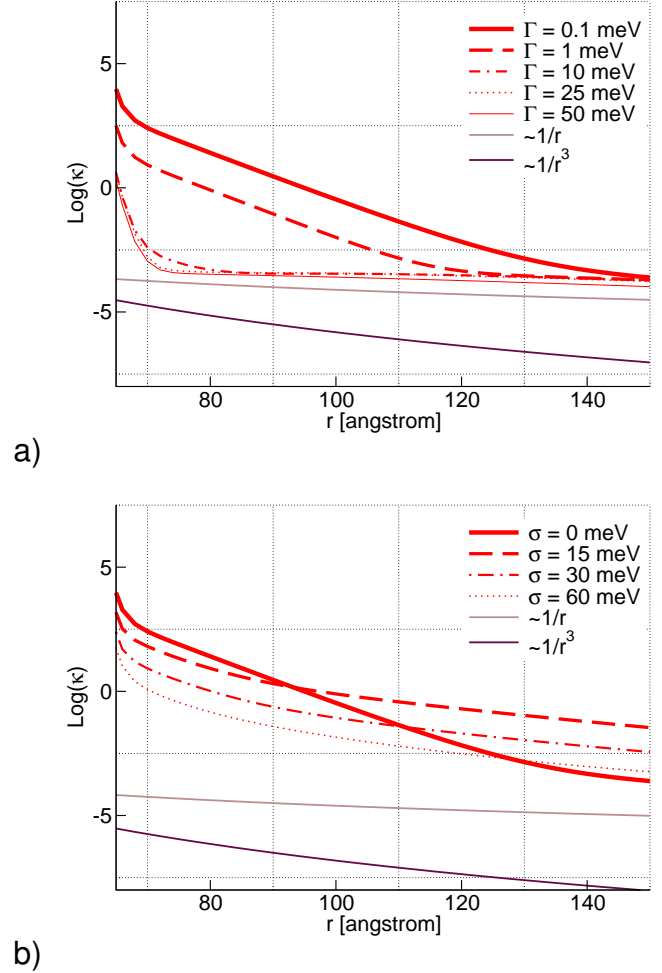 5
0
-5
Log(κ)
Γ = 0.1 meV
Γ = 1 meV
Γ = 10 meV
Γ = 25 meV
Γ = 50 meV
~1/r
~1/r³
80 100 120 140
r [angstrom]
a)
5
0
-5
Log(κ)
σ = 0 meV
σ = 15 meV
σ = 30 meV
σ = 60 meV
~1/r
~1/r³
80 100 120 140
r [angstrom]
b)